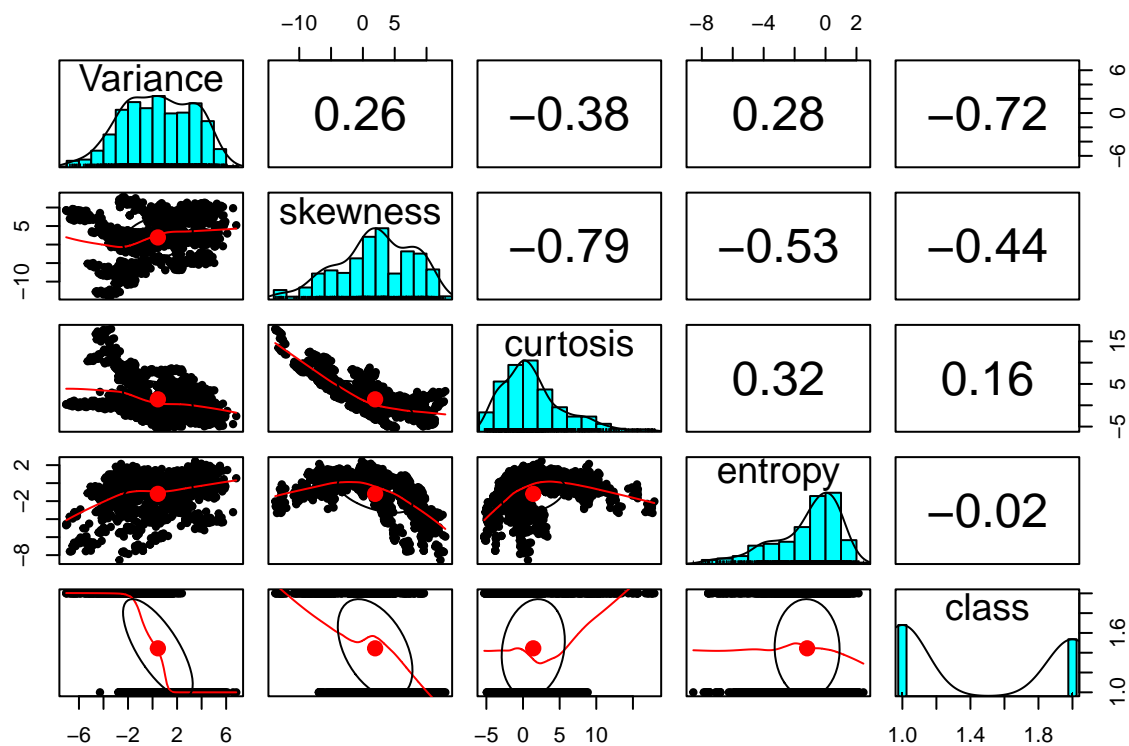 −10 0 5 −8 −4 0 2
Variance 0.26 −0.38 0.28 −0.72 −6 0 6
−10 5 skewness −0.79 −0.53 −0.44
curtosis 0.32 0.16 −5 5 15
−8 −2 2 entropy −0.02
class 1.0 1.6
−6 −2 2 6 −5 0 5 10 1.0 1.4 1.8